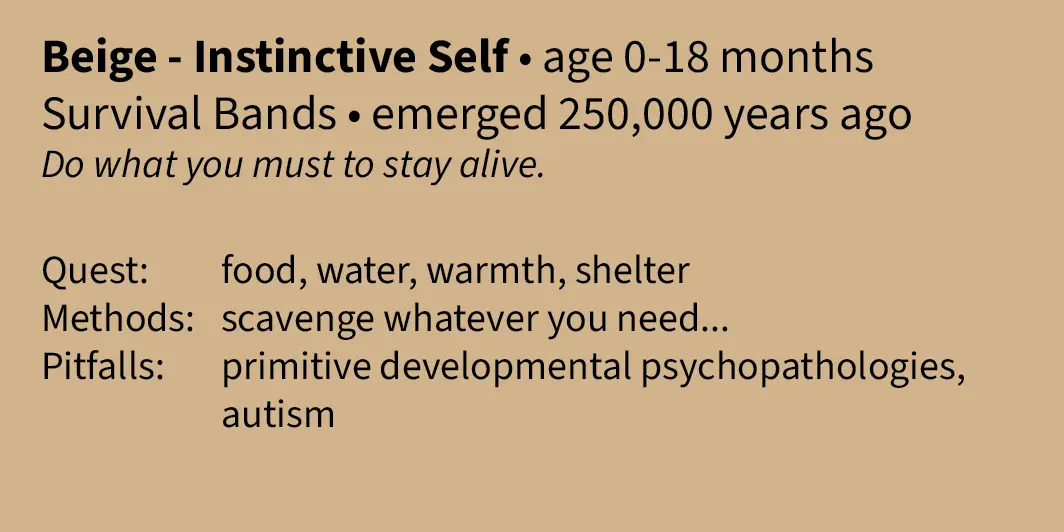 Beige - Instinctive Self • age 0-18 months
Survival Bands • emerged 250,000 years ago
Do what you must to stay alive.
Quest: food, water, warmth, shelter
Methods: scavenge whatever you need...
Pitfalls: primitive developmental psychopathologies,
autism